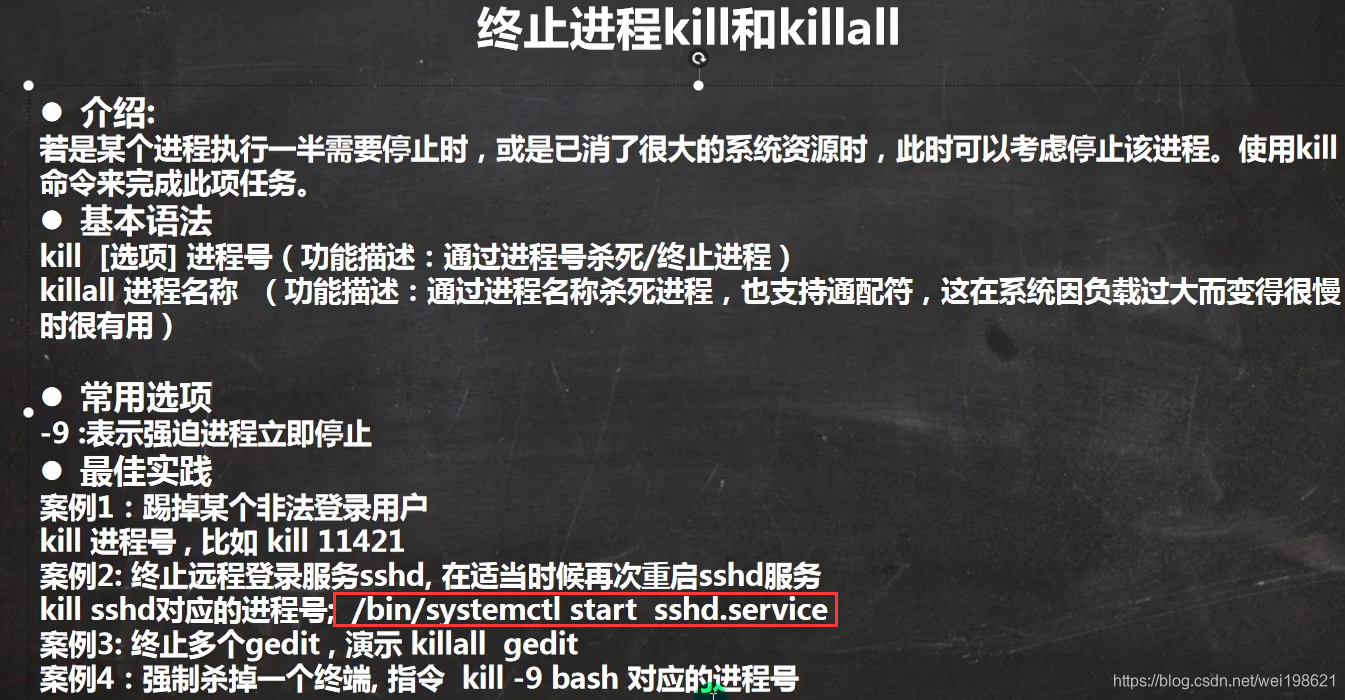 终止进程kill和killall
● 介绍:
若是某个进程执行一半需要停止时，或是已消了很大的系统资源时，此时可以考虑停止该进程。使用kill
命令来完成此项任务。
● 基本语法
kill [选项] 进程号（功能描述：通过进程号杀死/终止进程）
killall 进程名称 （功能描述：通过进程名称杀死进程，也支持通配符，这在系统因负载过大而变得很慢
时很有用）
● 常用选项
-9 :表示强迫进程立即停止
● 最佳实践
案例1：踢掉某个非法登录用户
kill 进程号 , 比如 kill 11421
案例2: 终止远程登录服务sshd, 在适当时候再次重启sshd服务
kill sshd对应的进程号; /bin/systemctl start sshd.service
案例3: 终止多个gedit , 演示 killall gedit
案例4：强制杀掉一个终端, 指令 kill -9 bash 对应的进程号
https://blog.csdn.net/wei198621